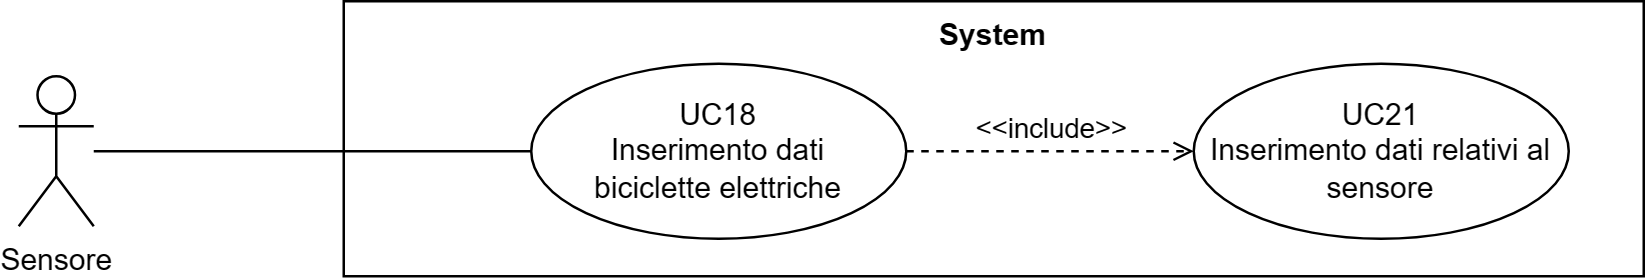 System
Sensore
UC18
Inserimento dati
biciclette elettriche
<<include>>
UC21
Inserimento dati relativi al
sensore